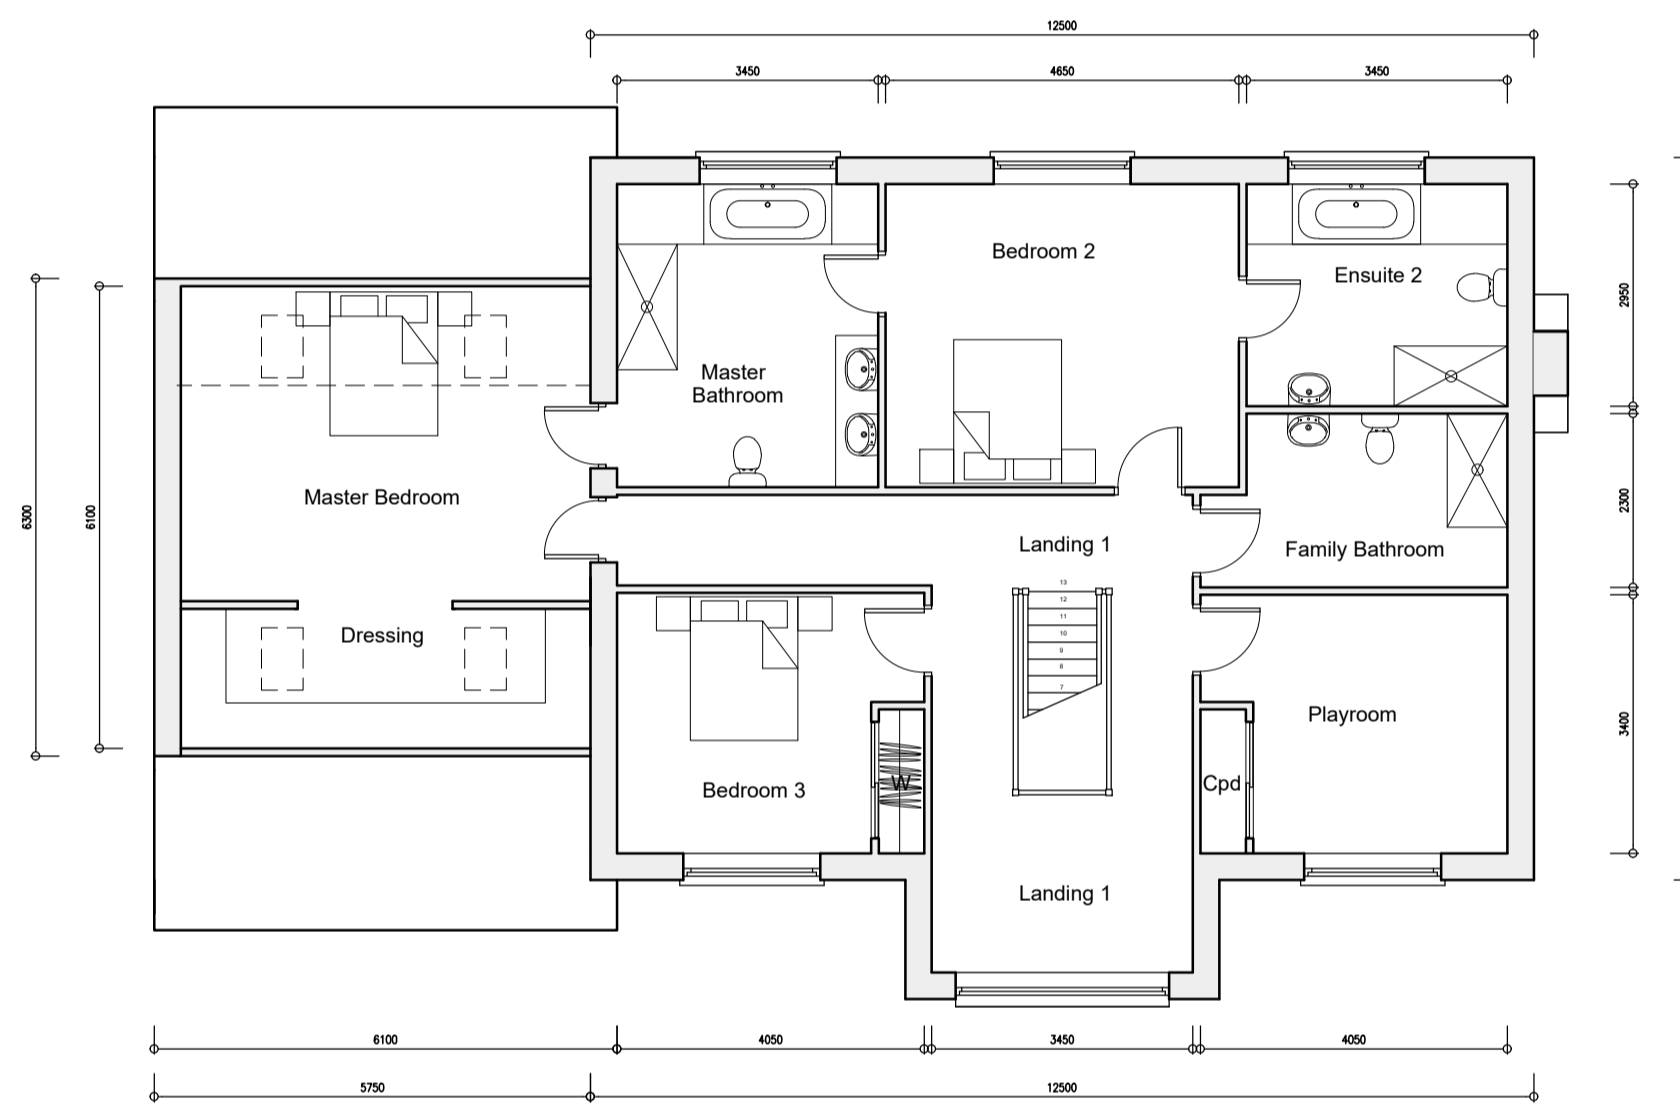 12500
3450
4650
3450
Bedroom 2
Ensuite 2
2950
Master
Bathroom
Master Bedroom
6300
6100
2300
Landing 1
Family Bathroom
13
12
11
10
9
8
7
Dressing
Playroom
3400
Bedroom 3
W
Cpd
Landing 1
6100
4050
3450
4050
5750
12500